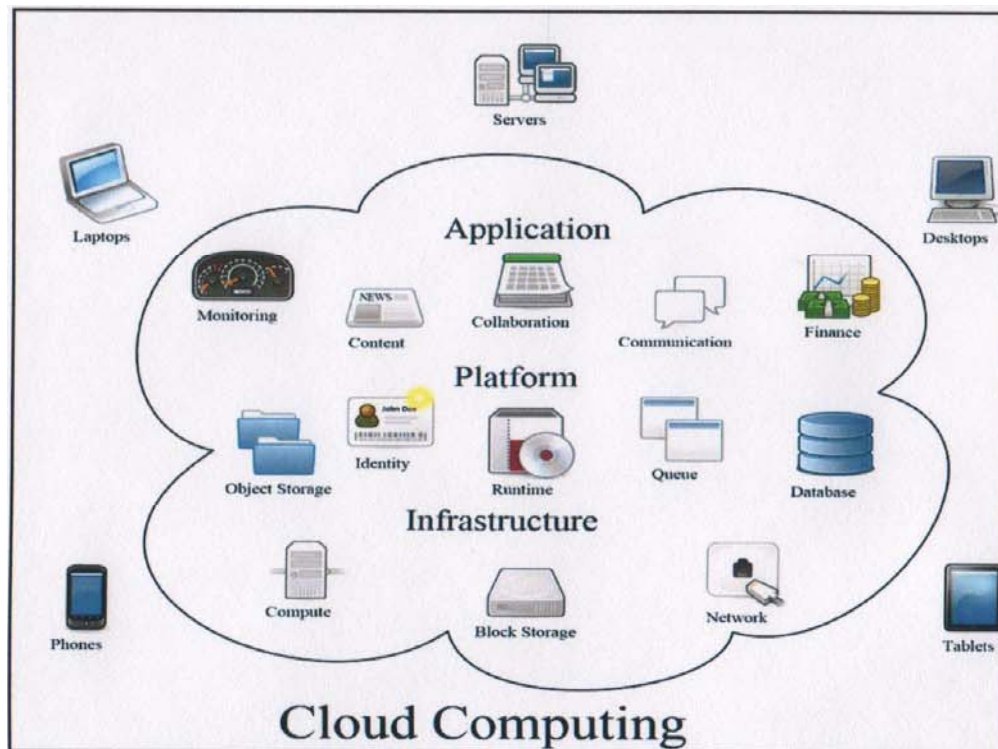 Servers
Laptops
Desktops
Application
Monitoring
NEWS
Content
Collaboration
Communication
Finance
Platform
John Doe
Object Storage
Identity
Runtime
Queue
Database
Infrastructure
Compute
Block Storage
Network
Phones
Tablets
Cloud Computing